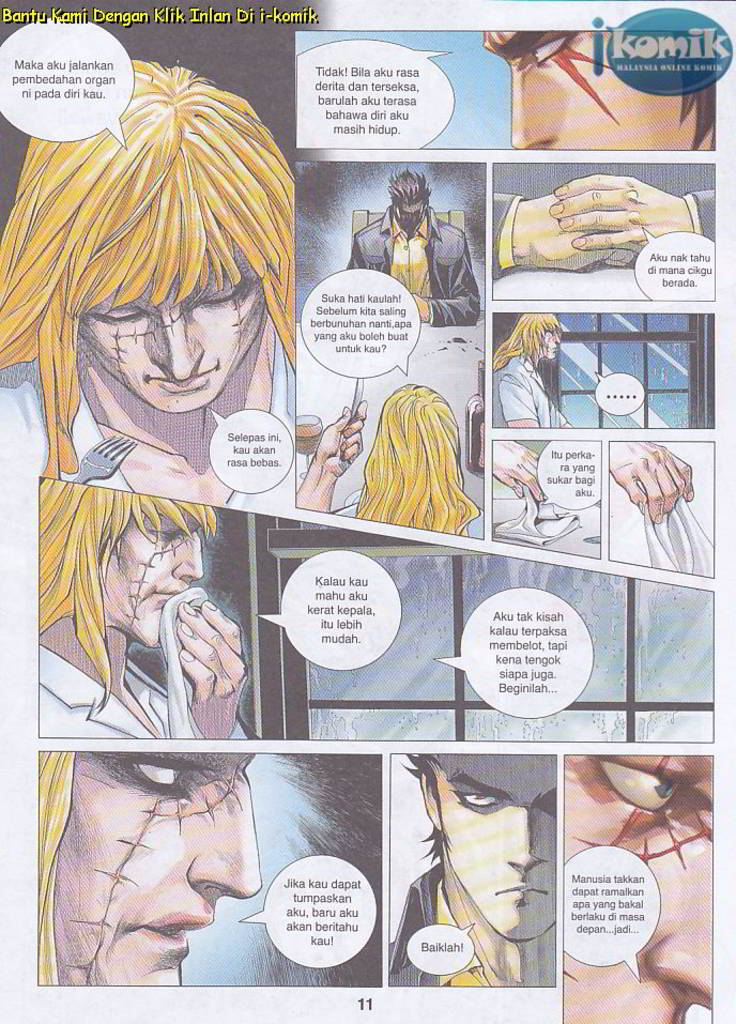 Bantu Kami Dengan Klik Inlan Di i-komik
ikomik
MALAYSIA ONLINE KOMIK
Maka aku jalankan
pembedahan organ
ni pada diri kau.
Tidak! Bila aku rasa
derita dan terseksa,
barulah aku terasa
bahawa diri aku
masih hidup.
Selepas ini,
kau akan
rasa bebas.
Suka hati kaulah!
Sebelum kita saling
berbunuhan nanti,apa
yang aku boleh buat
untuk kau?
Aku nak tahu
di mana cikgu
berada.
.....
Itu perka-
ra yang
sukar bagi
aku.
Kalau kau
mahu aku
kerat kepala,
itu lebih
mudah.
Aku tak kisah
kalau terpaksa
membelot, tapi
kena tengok
siapa juga.
Beginilah...
Jika kau dapat
tumpaskan
aku, baru aku
akan beritahu
kau!
Baiklah!
Manusia takkan
dapat ramalkan
apa yang bakal
berlaku di masa
depan...jadi...
11